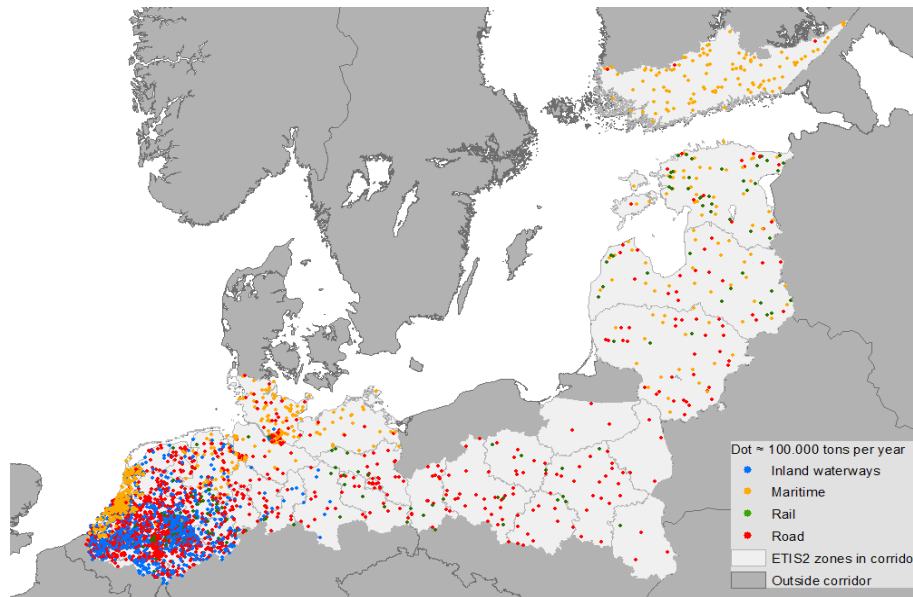 Dot ≈ 100.000 tons per year
Inland waterways
Maritime
Rail
Road
ETIS2 zones in corrido
Outside corridor